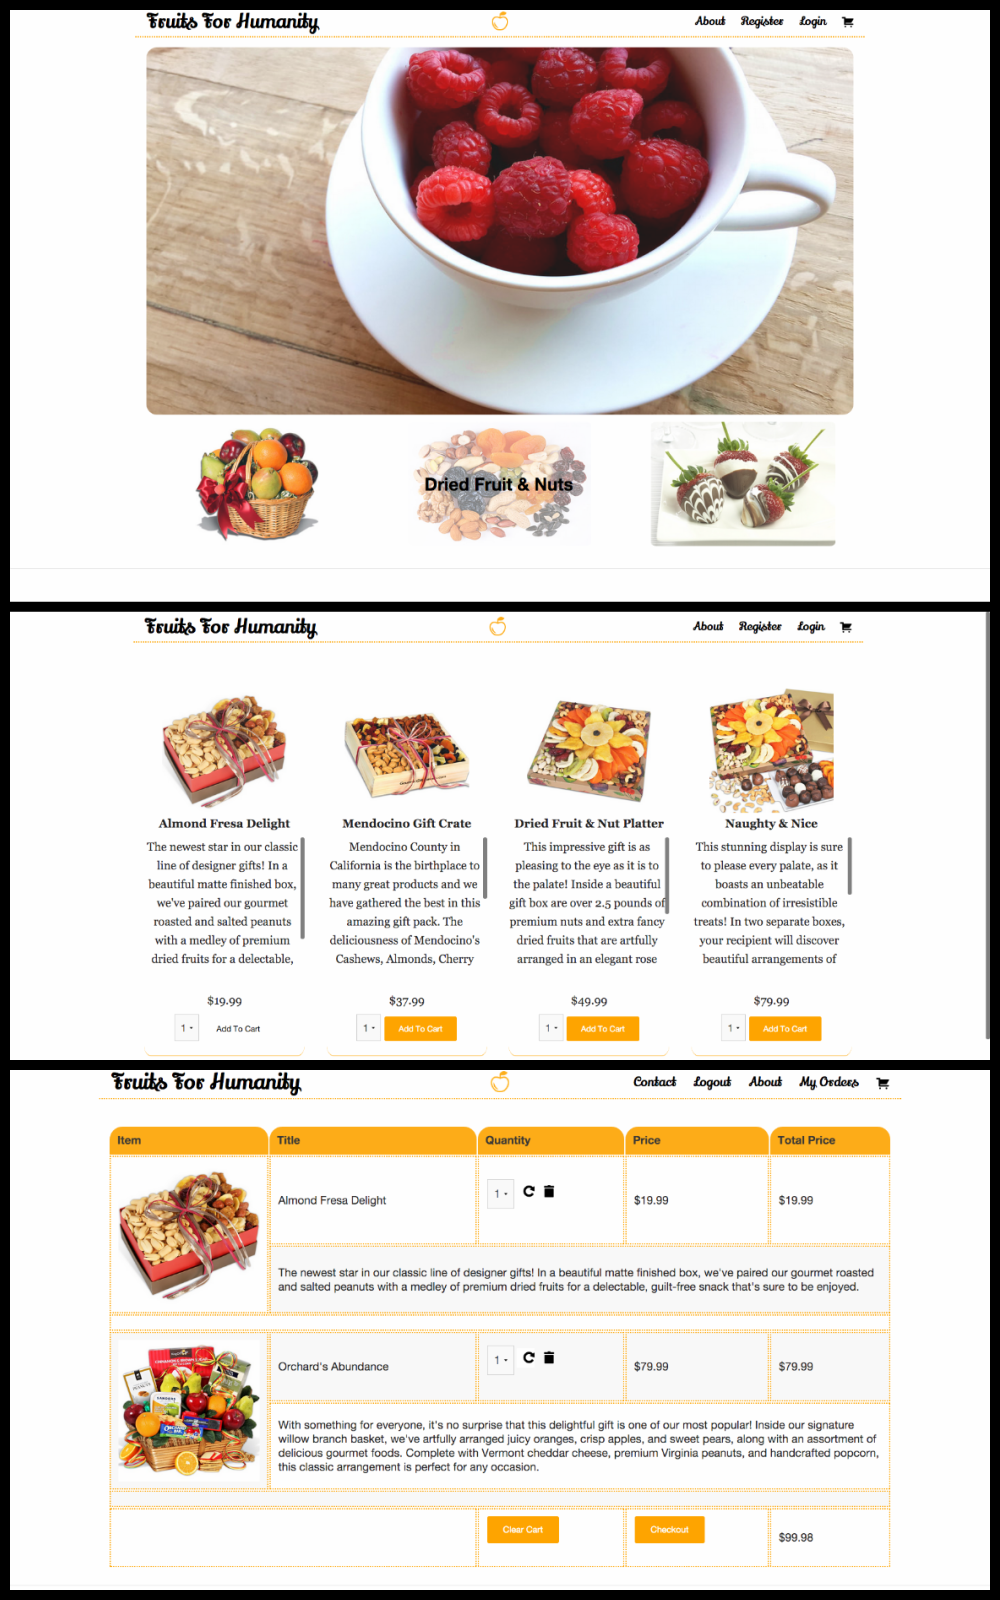 Fruits For Humanity
About Register Login
Dried Fruit & Nuts
Fruits For Humanity
About Register Login
Almond Fresa Delight
The newest star in our classic
line of designer gifts! In a
beautiful matte finished box,
we've paired our gourmet
roasted and salted peanuts
with a medley of premium
dried fruits for a delectable,
$19.99
1 Add To Cart
Mendocino Gift Crate
Mendocino County in
California is the birthplace to
many great products and we
have gathered the best in this
amazing gift pack. The
deliciousness of Mendocino's
Cashews, Almonds, Cherry
$37.99
1 Add To Cart
Dried Fruit & Nut Platter
This impressive gift is as
pleasing to the eye as it is to
the palate! Inside a beautiful
gift box are over 2.5 pounds of
premium nuts and extra fancy
dried fruits that are artfully
arranged in an elegant rose
$49.99
1 Add To Cart
Naughty & Nice
This stunning display is sure
to please every palate, as it
boasts an unbeatable
combination of irresistible
treats! In two separate boxes,
your recipient will discover
beautiful arrangements of
$79.99
1 Add To Cart
Fruits For Humanity
Contact Logout About My Orders
Item Title Quantity Price Total Price
Almond Fresa Delight 1 $19.99 $19.99
The newest star in our classic line of designer gifts! In a beautiful matte finished box, we've paired our gourmet roasted
and salted peanuts with a medley of premium dried fruits for a delectable, guilt-free snack that's sure to be enjoyed.
Orchard's Abundance 1 $79.99 $79.99
With something for everyone, it's no surprise that this delightful gift is one of our most popular! Inside our signature
willow branch basket, we've artfully arranged juicy oranges, crisp apples, and sweet pears, along with an assortment of
delicious gourmet foods. Complete with Vermont cheddar cheese, premium Virginia peanuts, and handcrafted popcorn,
this classic arrangement is perfect for any occasion.
Clear Cart Checkout $99.98